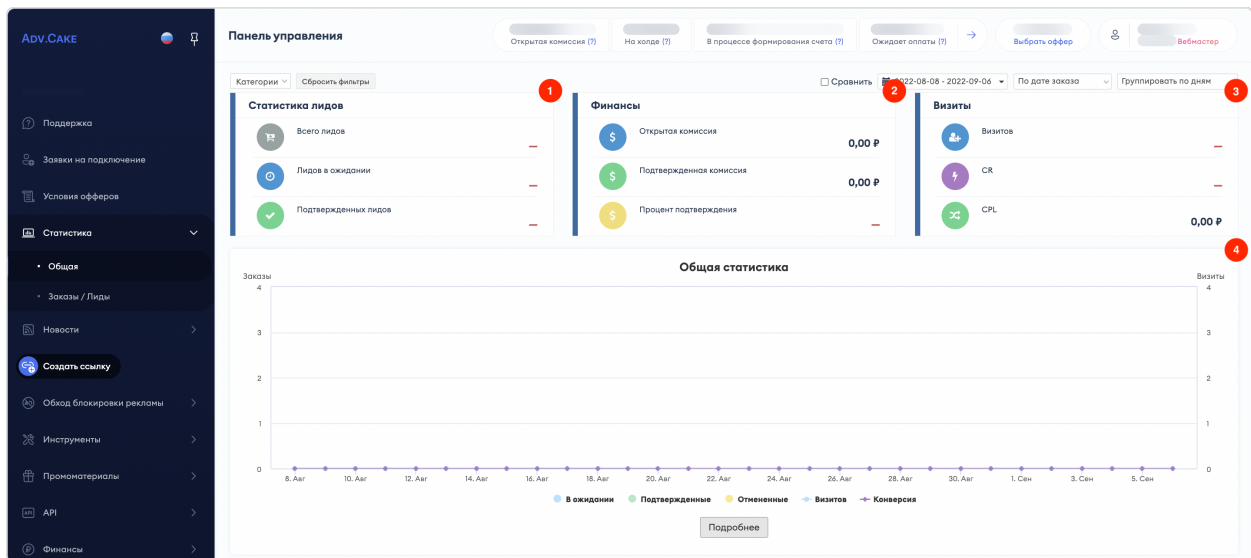 ADV.CAKE
Поддержка
Заявки на подключение
Условия офферов
Статистика
Общая
Заказы / Лиды
Новости
Создать ссылку
Обход блокировки рекламы
Инструменты
Промоматериалы
API
API
Финансы
Панель управления
Открытая комиссия (?)
На холде (?)
В процессе формирования счета (?)
Ожидает оплаты (?)
Выбрать оффер
Вебмастер
Категории
Сбросить фильтры
Сравнить
2022-08-08 - 2022-09-06
По дате заказа
Группировать по дням
1
Статистика лидов
Всего лидов
–
Лидов в ожидании
–
Подтвержденных лидов
–
2
Финансы
Открытая комиссия
0,00 ₽
Подтвержденная комиссия
0,00 ₽
Процент подтверждения
–
3
Визиты
Визитов
–
CR
–
CPL
0,00 ₽
4
Общая статистика
Заказы
Визиты
4 4
3 3
2 2
1 1
0 0
8. Авг 10. Авг 12. Авг 14. Авг 16. Авг 18. Авг 20. Авг 22. Авг 24. Авг 26. Авг 28. Авг 30. Авг 1. Сен 3. Сен 5. Сен
В ожидании Подтвержденные Отмененные Визитов Конверсия
Подробнее